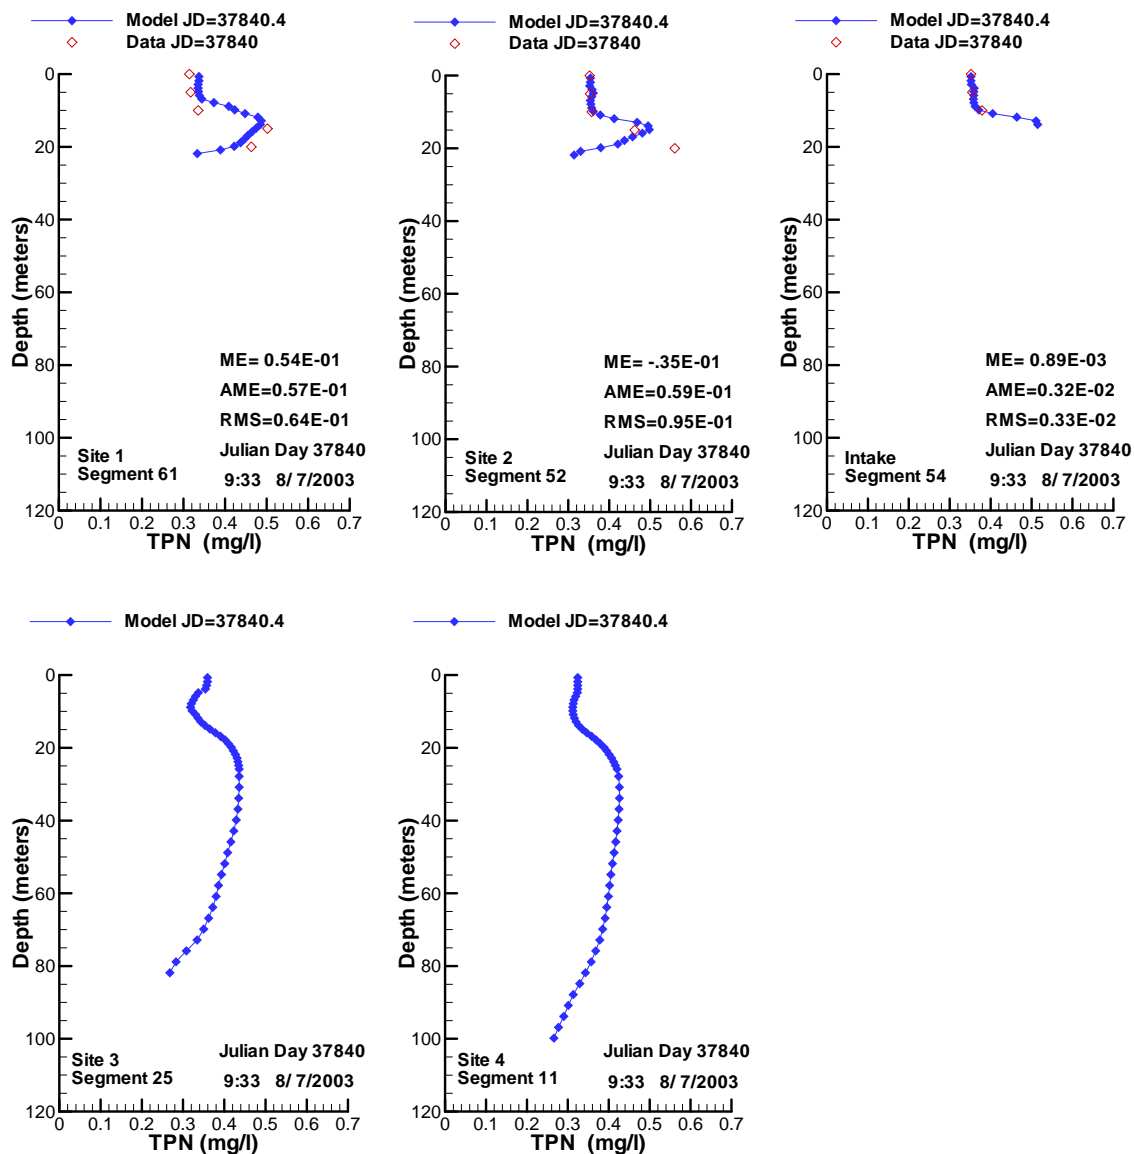 Model JD=37840.4
Data JD=37840
0
20
40
60
80
100
120
Depth (meters)
ME= 0.54E-01
AME=0.57E-01
RMS=0.64E-01
Julian Day 37840
9:33 8/ 7/2003
Site 1
Segment 61
0 0.1 0.2 0.3 0.4 0.5 0.6 0.7
TPN (mg/l)
Model JD=37840.4
Data JD=37840
0
20
40
60
80
100
120
Depth (meters)
ME= -.35E-01
AME=0.59E-01
RMS=0.95E-01
Julian Day 37840
9:33 8/ 7/2003
Site 2
Segment 52
0 0.1 0.2 0.3 0.4 0.5 0.6 0.7
TPN (mg/l)
Model JD=37840.4
Data JD=37840
0
20
40
60
80
100
120
Depth (meters)
ME= 0.89E-03
AME=0.32E-02
RMS=0.33E-02
Julian Day 37840
9:33 8/ 7/2003
Intake
Segment 54
0 0.1 0.2 0.3 0.4 0.5 0.6 0.7
TPN (mg/l)
Model JD=37840.4
0
20
40
60
80
100
120
Depth (meters)
Julian Day 37840
9:33 8/ 7/2003
Site 3
Segment 25
0 0.1 0.2 0.3 0.4 0.5 0.6 0.7
TPN (mg/l)
Model JD=37840.4
0
20
40
60
80
100
120
Depth (meters)
Julian Day 37840
9:33 8/ 7/2003
Site 4
Segment 11
0 0.1 0.2 0.3 0.4 0.5 0.6 0.7
TPN (mg/l)